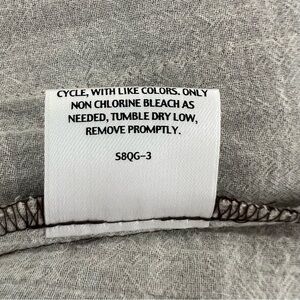 CYCLE, WITH LIKE COLORS. ONLY
NON CHLORINE BLEACH AS
NEEDED, TUMBLE DRY LOW,
REMOVE PROMPTLY.
S8QG-3